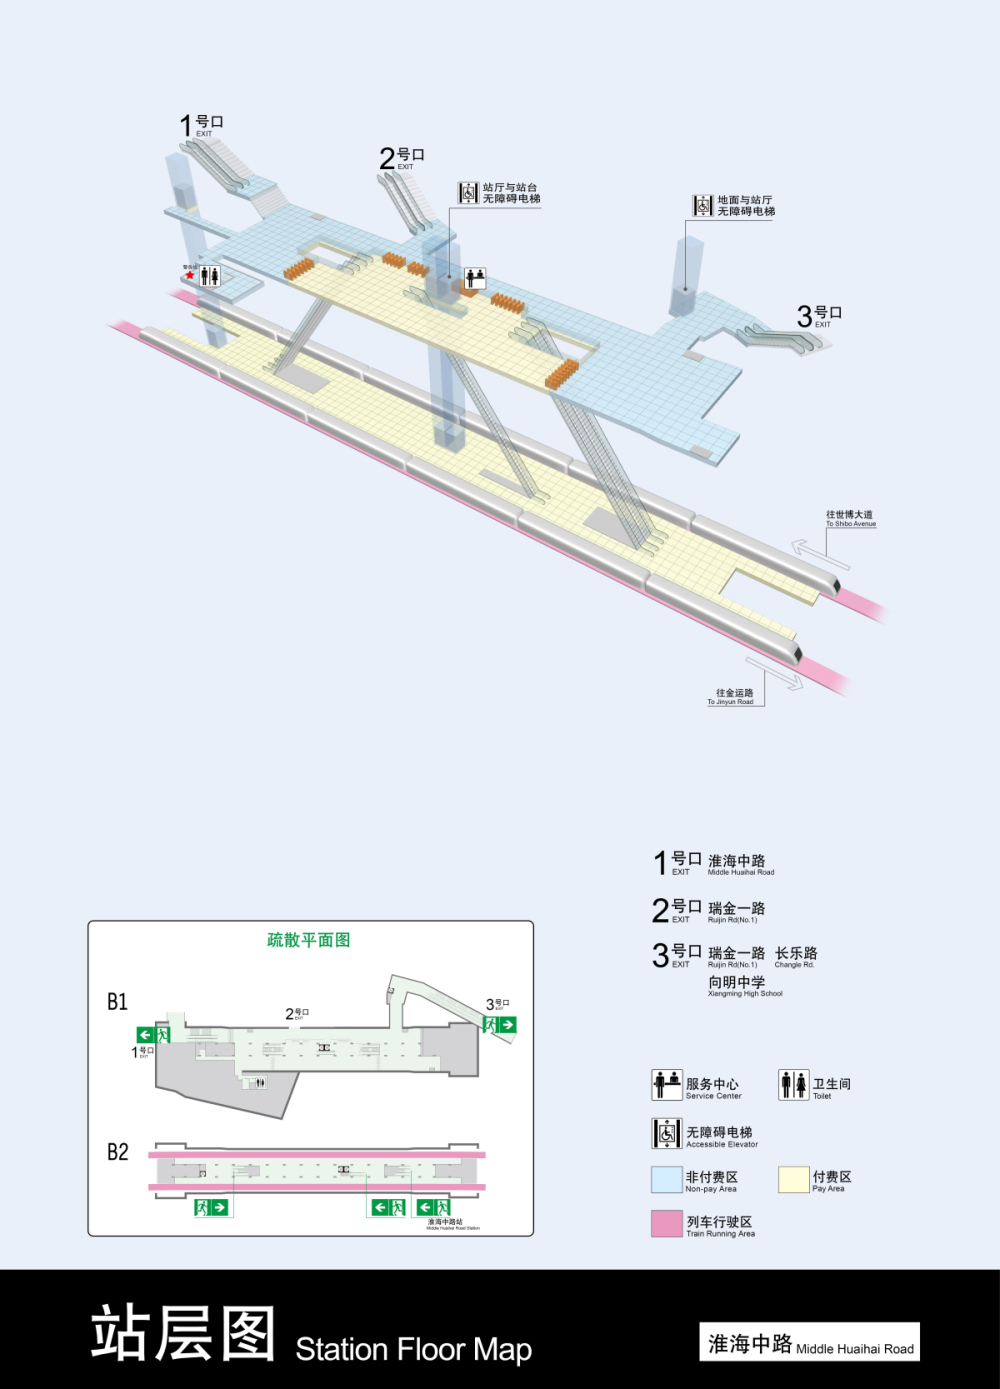 1号口
EXIT
2号口
EXIT
站厅与站台
无障碍电梯
地面与站厅
无障碍电梯
3号口
EXIT
往世博大道
To Shibo Avenue
往金运路
To Jinyun Road
1号口 淮海中路
EXIT Middle Huaihai Road
2号口 瑞金一路
EXIT Ruijin Rd(No.1)
3号口 瑞金一路 长乐路
EXIT Ruijin Rd(No.1) Changle Rd.
向明中学
Xiangming High School
疏散平面图
B1
2号口
EXIT
3号口
EXIT
1号口
EXIT
B2
淮海中路站
Middle Huaihai Road Station
服务中心
Service Center
卫生间
Toilet
无障碍电梯
Accessible Elevator
非付费区
Non-pay Area
付费区
Pay Area
列车行驶区
Train Running Area
站层图 Station Floor Map
淮海中路 Middle Huaihai Road